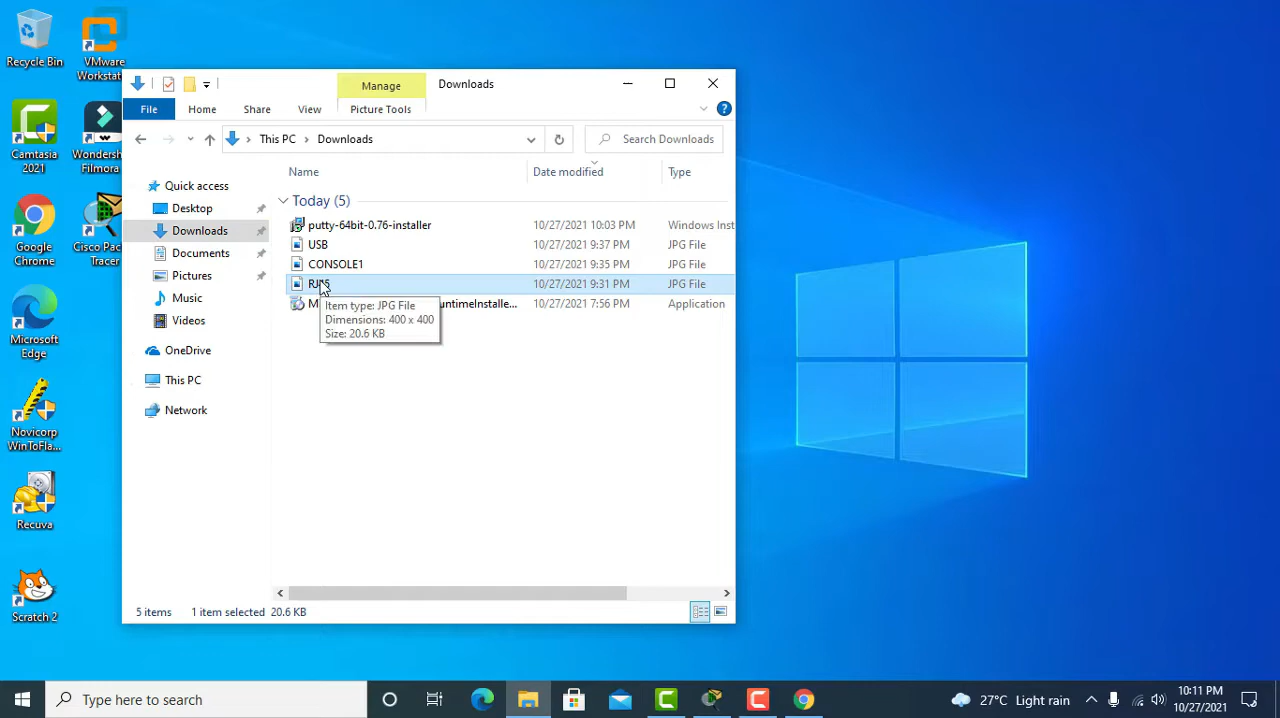 Recycle Bin
VMware
Workstat...
Camtasia
2021
Wondersh...
Filmora
Google
Chrome
Cisco Pac...
Tracer
Microsoft
Edge
Novicorp
WinToFla...
Recuva
Scratch 2
Manage
Downloads
File
Home
Share
View
Picture Tools
This PC
Downloads
Search Downloads
Name
Date modified
Type
Quick access
Desktop
Downloads
Documents
Pictures
Music
Videos
OneDrive
This PC
Network
Today (5)
putty-64bit-0.76-installer 10/27/2021 10:03 PM Windows Inst
USB 10/27/2021 9:37 PM JPG File
CONSOLE1 10/27/2021 9:35 PM JPG File
10/27/2021 9:31 PM JPG File
untimeInstalle... 10/27/2021 7:56 PM Application
Item type: JPG File
Dimensions: 400 x 400
Size: 20.6 KB
5 items
1 item selected 20.6 KB
Type here to search
27°C Light rain
10:11 PM
10/27/2021